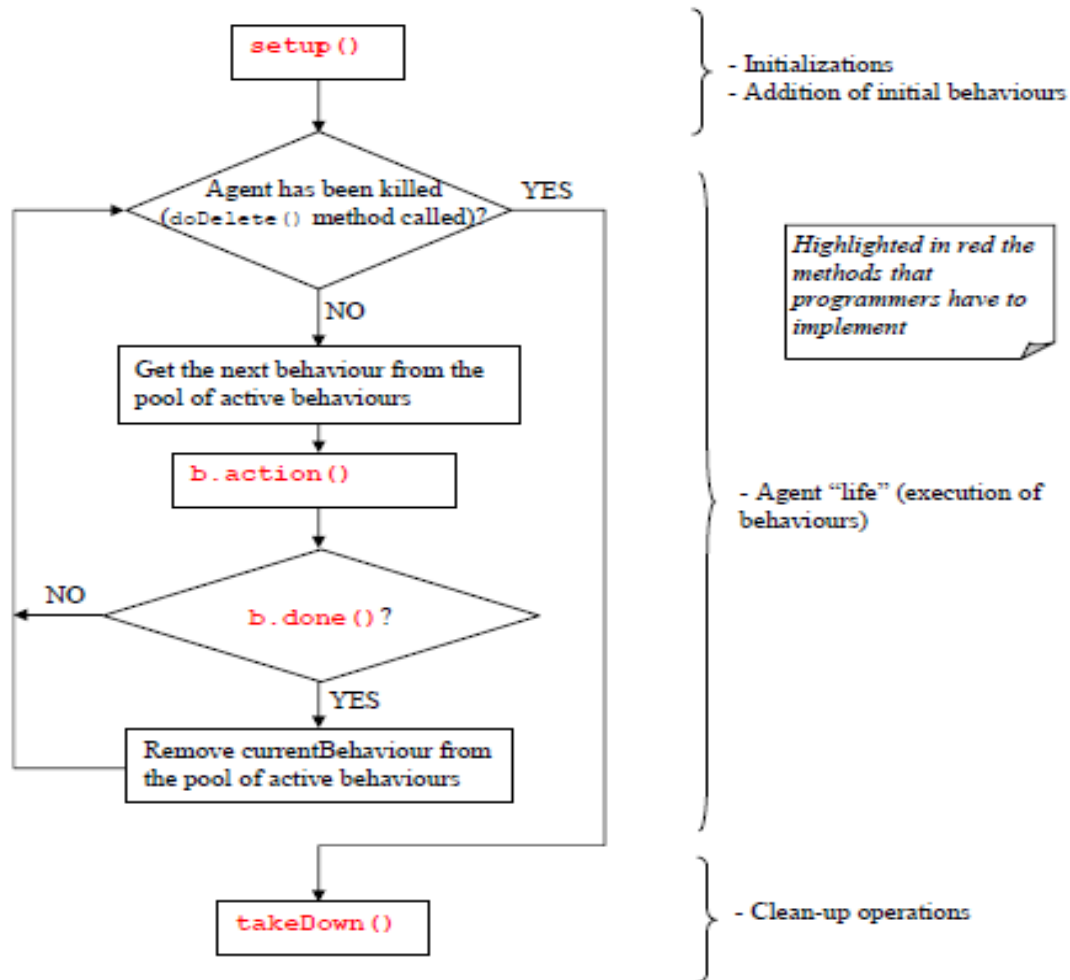 setup()
- Initializations
- Addition of initial behaviours
Agent has been killed
(doDelete() method called)?
YES
NO
Highlighted in red the
methods that
programmers have to
implement
Get the next behaviour from the
pool of active behaviours
b.action()
- Agent “life” (execution of
behaviours)
NO
b.done()?
YES
Remove currentBehaviour from
the pool of active behaviours
takeDown()
- Clean-up operations